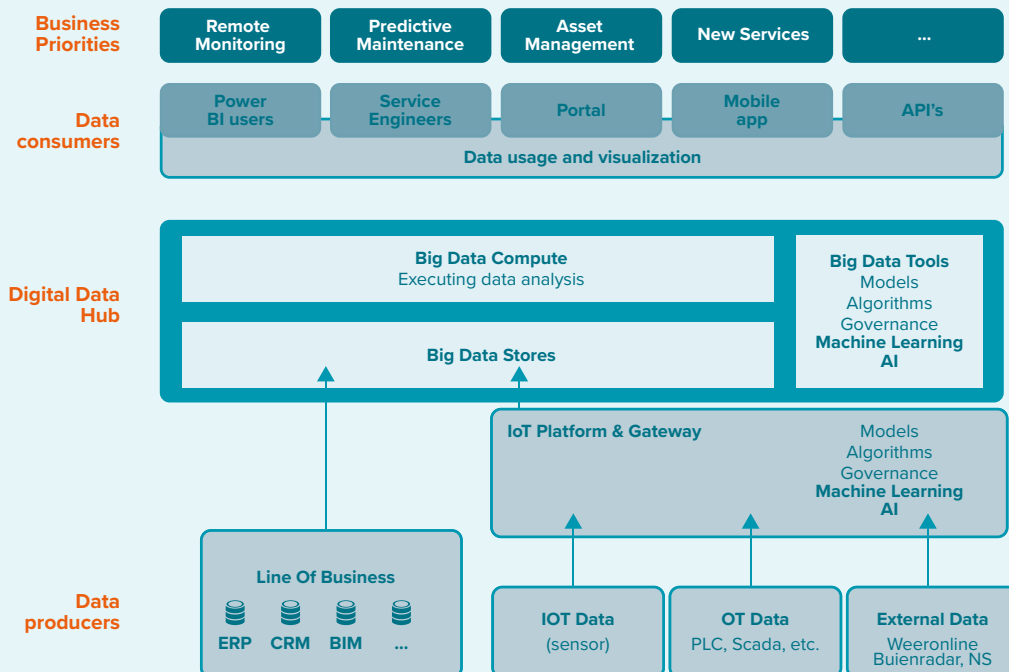 Business
Priorities
Remote
Monitoring
Predictive
Maintenance
Asset
Management
New Services
...
Data
consumers
Power
BI users
Service
Engineers
Portal
Mobile
app
API's
Data usage and visualization
Digital Data
Hub
Big Data Compute
Executing data analysis
Big Data Stores
Big Data Tools
Models
Algorithms
Governance
Machine Learning
AI
IoT Platform & Gateway
Models
Algorithms
Governance
Machine Learning
AI
Data
producers
Line Of Business
ERP CRM BIM ...
IOT Data
(sensor)
OT Data
PLC, Scada, etc.
External Data
Weeronline
Buienradar, NS